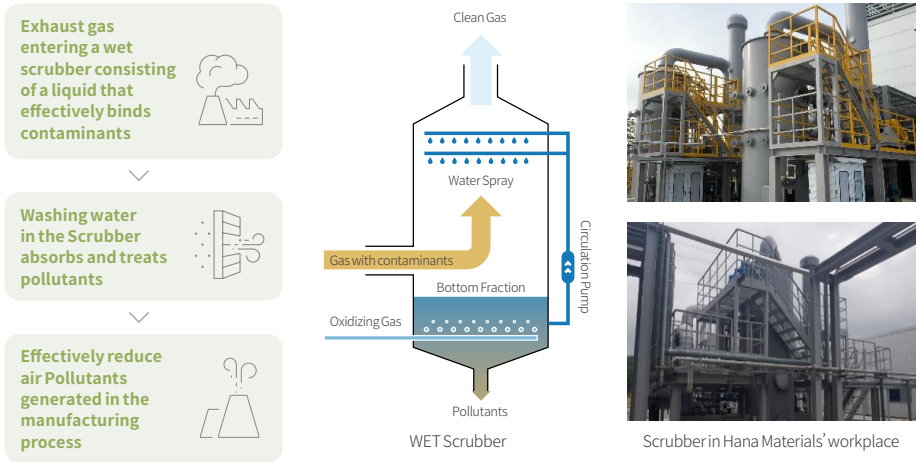 Exhaust gas
entering a wet
scrubber consisting
of a liquid that
effectively binds
contaminants
Washing water
in the Scrubber
absorbs and treats
pollutants
Effectively reduce
air Pollutants
generated in the
manufacturing
process
Clean Gas
Water Spray
Gas with contaminants
Circulation Pump
Bottom Fraction
Oxidizing Gas
Pollutants
WET Scrubber
Scrubber in Hana Materials’ workplace